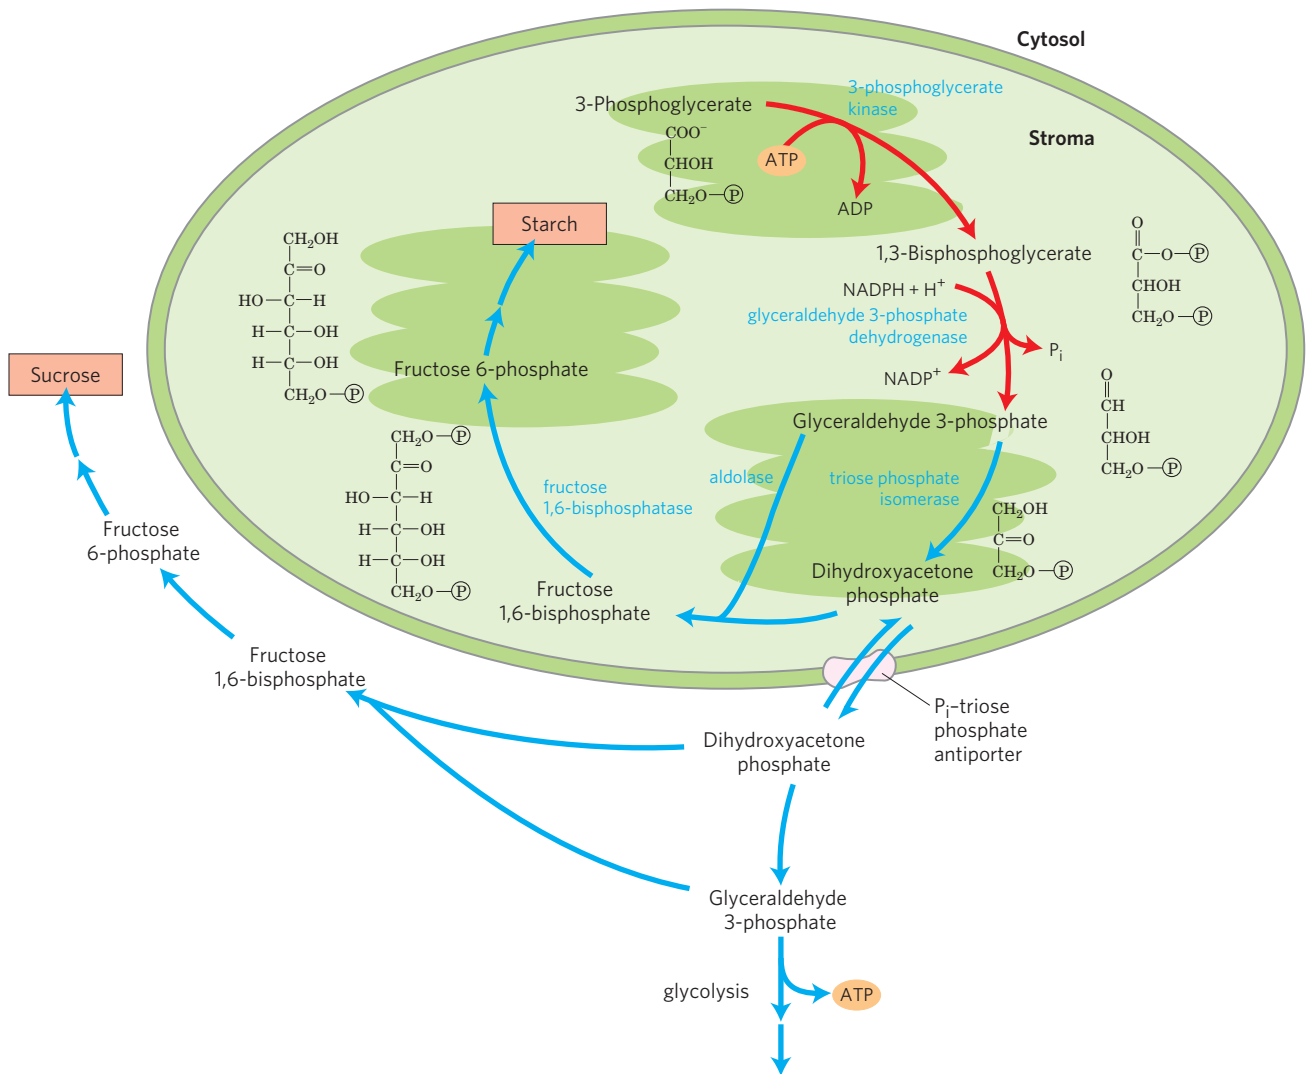 Cytosol
Stroma
3-Phosphoglycerate
3-phosphoglycerate
kinase
COO⁻
CHOH
CH₂O—Ⓟ
ATP
ADP
1,3-Bisphosphoglycerate
O
C—O—Ⓟ
CHOH
CH₂O—Ⓟ
NADPH + H⁺
glyceraldehyde 3-phosphate
dehydrogenase
Pᵢ
NADP⁺
Glyceraldehyde 3-phosphate
O
CH
CHOH
CH₂O—Ⓟ
aldolase
triose phosphate
isomerase
CH₂OH
C=O
CH₂O—Ⓟ
Dihydroxyacetone
phosphate
Starch
CH₂OH
C=O
HO—C—H
H—C—OH
H—C—OH
CH₂O—Ⓟ
Fructose 6-phosphate
CH₂O—Ⓟ
C=O
HO—C—H
H—C—OH
H—C—OH
CH₂O—Ⓟ
fructose
1,6-bisphosphatase
Fructose
1,6-bisphosphate
Sucrose
Fructose
6-phosphate
Fructose
1,6-bisphosphate
Pᵢ–triose
phosphate
antiporter
Dihydroxyacetone
phosphate
Glyceraldehyde
3-phosphate
glycolysis
ATP